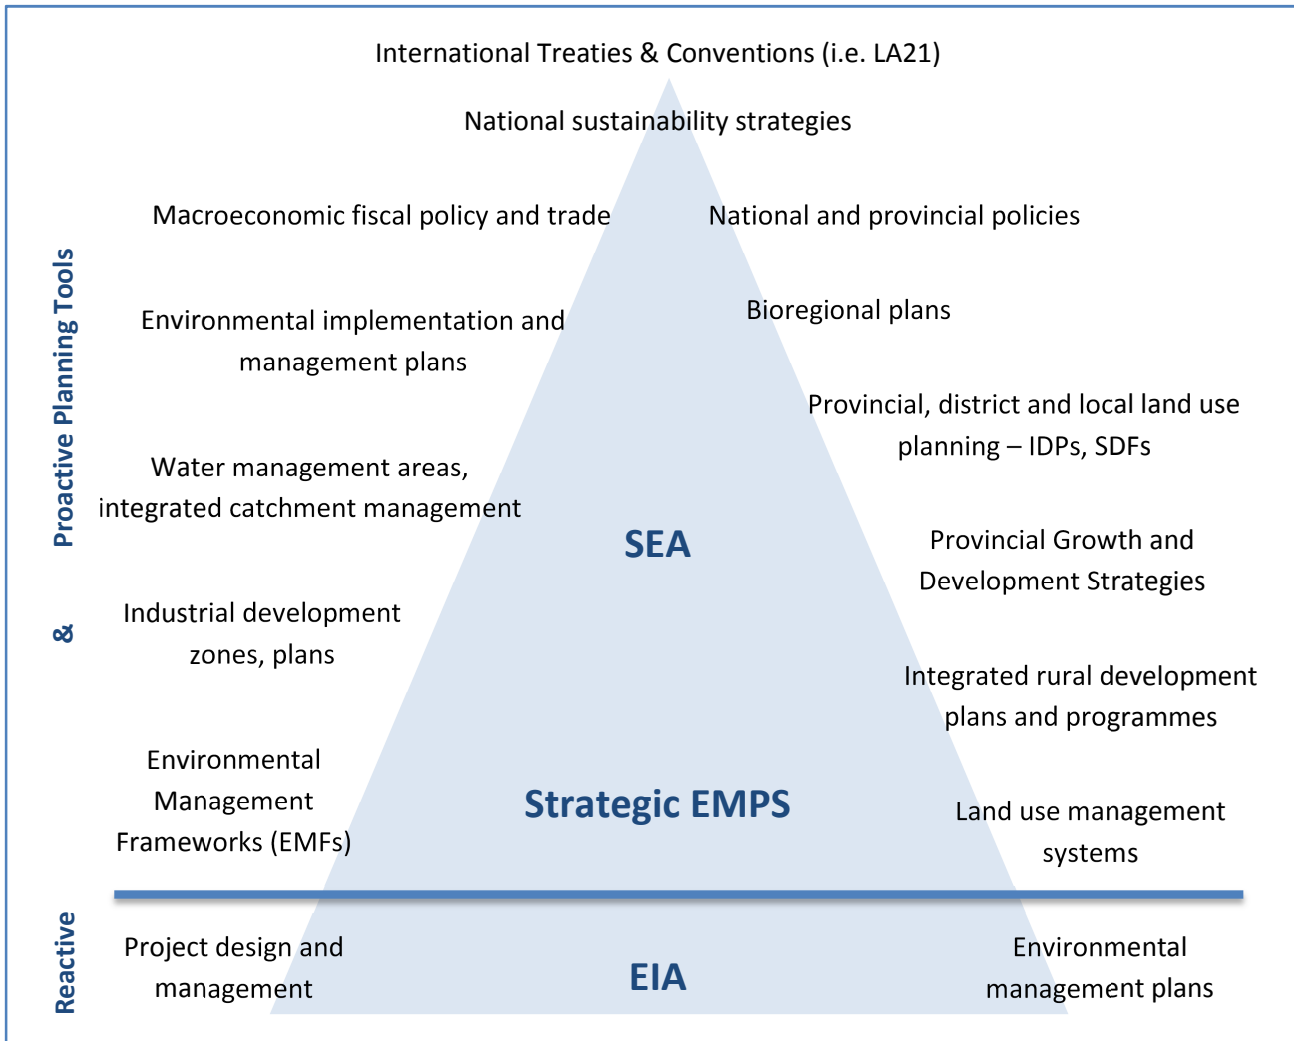 International Treaties & Conventions (i.e. LA21)
National sustainability strategies
Macroeconomic fiscal policy and trade
National and provincial policies
Environmental implementation and
management plans
Bioregional plans
Provincial, district and local land use
planning – IDPs, SDFs
Water management areas,
integrated catchment management
SEA
Provincial Growth and
Development Strategies
Industrial development
zones, plans
Integrated rural development
plans and programmes
Environmental
Management
Frameworks (EMFs)
Strategic EMPS
Land use management
systems
Project design and
management
EIA
Environmental
management plans
Reactive & Proactive Planning Tools